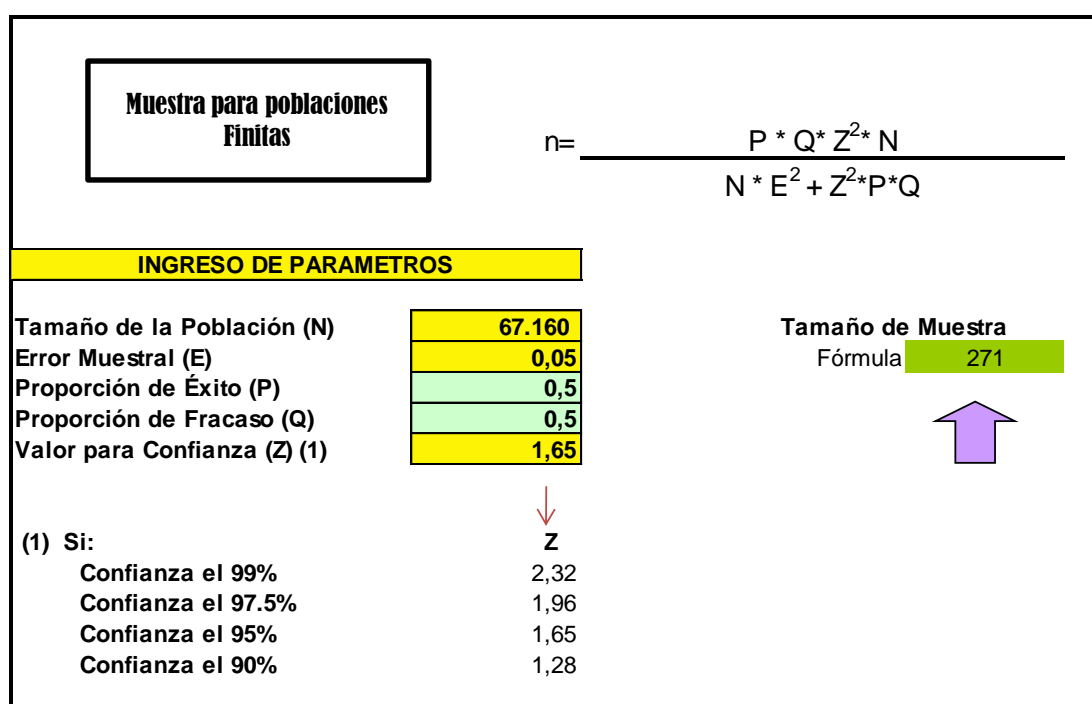 Muestra para poblaciones
Finitas
n= P * Q* Z²* N
N * E² + Z²*P*Q
INGRESO DE PARAMETROS
Tamaño de la Población (N) 67.160
Error Muestral (E) 0,05
Proporción de Éxito (P) 0,5
Proporción de Fracaso (Q) 0,5
Valor para Confianza (Z) (1) 1,65
Tamaño de Muestra
Fórmula 271
(1) Si: Z
Confianza el 99% 2,32
Confianza el 97.5% 1,96
Confianza el 95% 1,65
Confianza el 90% 1,28